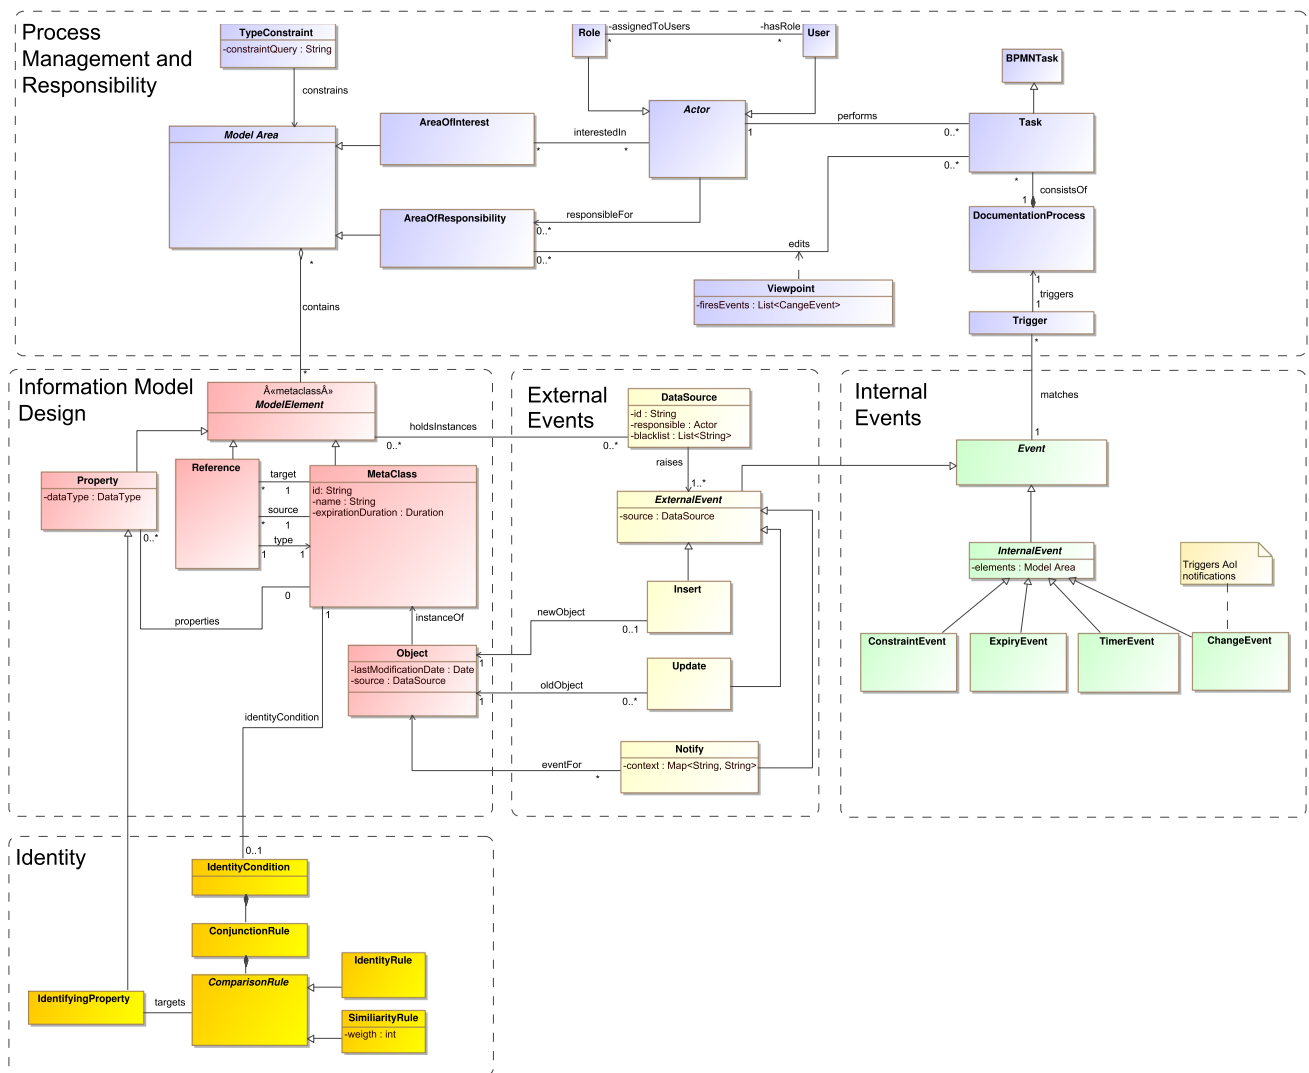 Process
Management and
Responsibility
TypeConstraint
-constraintQuery : String
constrains
Role
-assignedToUsers
*
-hasRole
*
User
BPMNTask
Model Area
AreaOfInterest
interestedIn
*
*
Actor
1
performs
0..*
Task
0..*
*
consistsOf
1
AreaOfResponsibility
responsibleFor
0..*
0..*
edits
DocumentationProcess
1
triggers
1
Viewpoint
-firesEvents : List<CangeEvent>
Trigger
*
*
contains
*
Information Model
Design
Â«metaclassÂ»
ModelElement
holdsInstances
0..*
0..*
External
Events
DataSource
-id : String
-responsible : Actor
-blacklist : List<String>
raises
1..*
Internal
Events
matches
1
Event
Property
-dataType : DataType
0..*
Reference
target
*
1
source
*
1
type
1
1
MetaClass
id: String
-name : String
-expirationDuration : Duration
0
properties
1
ExternalEvent
-source : DataSource
InternalEvent
-elements : Model Area
Triggers AoI
notifications
instanceOf
newObject
0..1
1
Insert
Object
-lastModificationDate : Date
-source : DataSource
oldObject
0..*
1
Update
ConstraintEvent
ExpiryEvent
TimerEvent
ChangeEvent
identityCondition
eventFor
*
Notify
-context : Map<String, String>
Identity
0..1
IdentityCondition
ConjunctionRule
IdentityRule
ComparisonRule
IdentifyingProperty
targets
SimiliarityRule
-weigth : int